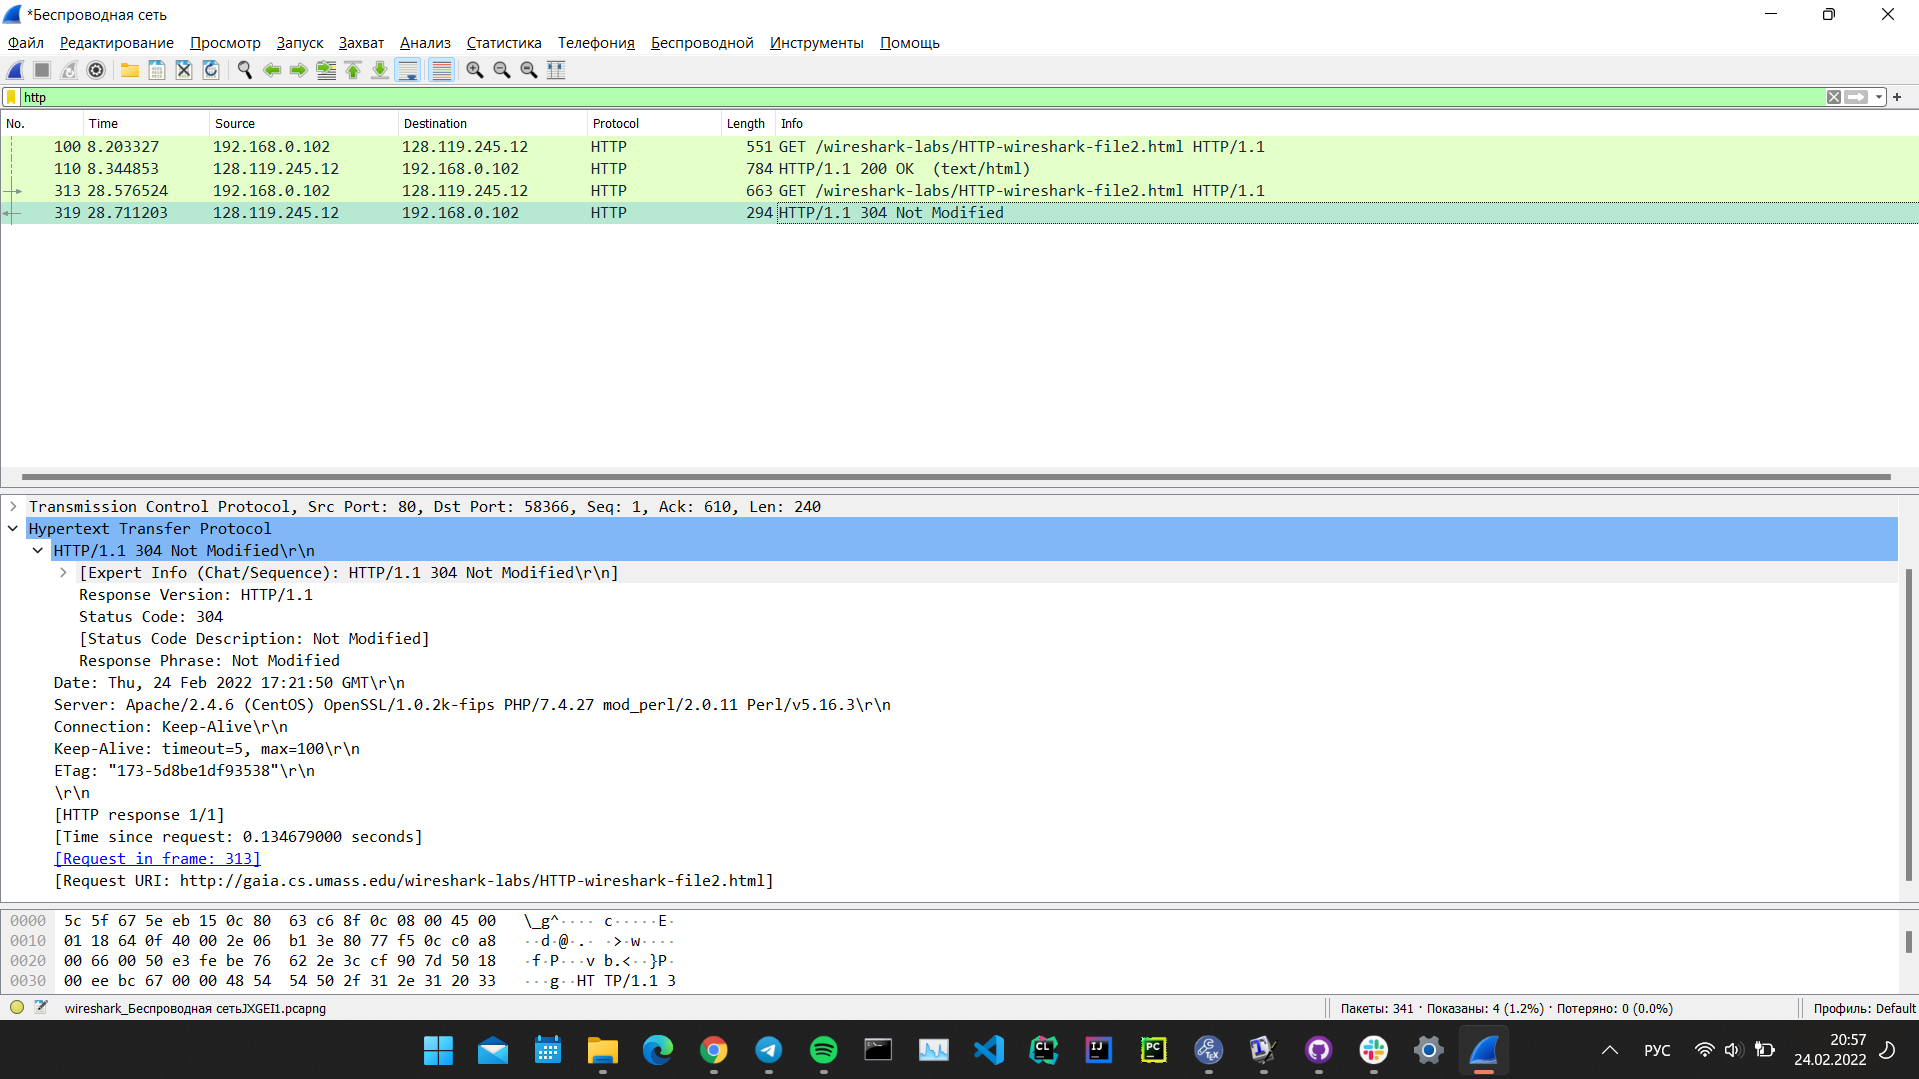 *Беспроводная сеть
Файл Редактирование Просмотр Запуск Захват Анализ Статистика Телефония Беспроводной Инструменты Помощь
http
No. Time Source Destination Protocol Length Info
100 8.203327 192.168.0.102 128.119.245.12 HTTP 551 GET /wireshark-labs/HTTP-wireshark-file2.html HTTP/1.1
110 8.344853 128.119.245.12 192.168.0.102 HTTP 784 HTTP/1.1 200 OK  (text/html)
313 28.576524 192.168.0.102 128.119.245.12 HTTP 663 GET /wireshark-labs/HTTP-wireshark-file2.html HTTP/1.1
319 28.711203 128.119.245.12 192.168.0.102 HTTP 294 HTTP/1.1 304 Not Modified
Transmission Control Protocol, Src Port: 80, Dst Port: 58366, Seq: 1, Ack: 610, Len: 240
Hypertext Transfer Protocol
HTTP/1.1 304 Not Modified\r\n
[Expert Info (Chat/Sequence): HTTP/1.1 304 Not Modified\r\n]
Response Version: HTTP/1.1
Status Code: 304
[Status Code Description: Not Modified]
Response Phrase: Not Modified
Date: Thu, 24 Feb 2022 17:21:50 GMT\r\n
Server: Apache/2.4.6 (CentOS) OpenSSL/1.0.2k-fips PHP/7.4.27 mod_perl/2.0.11 Perl/v5.16.3\r\n
Connection: Keep-Alive\r\n
Keep-Alive: timeout=5, max=100\r\n
ETag: "173-5d8be1df93538"\r\n
\r\n
[HTTP response 1/1]
[Time since request: 0.134679000 seconds]
[Request in frame: 313]
[Request URI: http://gaia.cs.umass.edu/wireshark-labs/HTTP-wireshark-file2.html]
0000 5c 5f 67 5e eb 15 0c 80 63 c6 8f 0c 08 00 45 00 \_g^···· c·····E·
0010 01 18 64 0f 40 00 2e 06 b1 3e 80 77 f5 0c c0 a8 ··d·@·.· ·>·w····
0020 00 66 00 50 e3 fe be 76 62 2e 3c cf 90 7d 50 18 ·f·P···v b.<··}P·
0030 00 ee bc 67 00 00 48 54 54 50 2f 31 2e 31 20 33 ···g··HT TP/1.1 3
wireshark_Беспроводная сетьJXGEI1.pcapng Пакеты: 341 · Показаны: 4 (1.2%) · Потеряно: 0 (0.0%) Профиль: Default
CL IJ PC TEX
РУС
20:57
24.02.2022